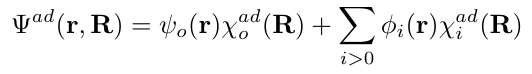 Ψ^{ad}(𝐫, 𝐑) = ψ_o(𝐫)χ_o^{ad}(𝐑) + ∑_{i>0} ϕ_i(𝐫)χ_i^{ad}(𝐑)